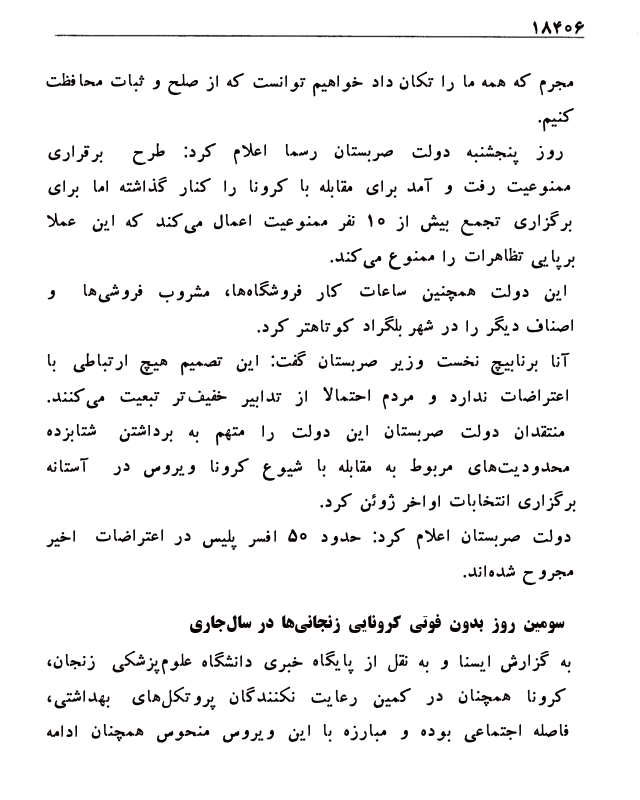 ۱۸۴۰۶
مجرم که همه ما را تکان داد خواهیم توانست که از صلح و ثبات محافظت
کنیم.
روز پنجشنبه دولت صربستان رسما اعلام کرد: طرح برقراری
ممنوعیت رفت و آمد برای مقابله با کرونا را کنار گذاشته اما برای
برگزاری تجمع بیش از ۱۰ نفر ممنوعیت اعمال می‌کند که این عملا
برپایی تظاهرات را ممنوع می‌کند.
این دولت همچنین ساعات کار فروشگاه‌ها، مشروب فروشی‌ها و
اصناف دیگر را در شهر بلگراد کوتاهتر کرد.
آنا برنابیچ نخست وزیر صربستان گفت: این تصمیم هیچ ارتباطی با
اعتراضات ندارد و مردم احتمالا از تدابیر خفیف‌تر تبعیت می‌کنند.
منتقدان دولت صربستان این دولت را متهم به برداشتن شتابزده
محدودیت‌های مربوط به مقابله با شیوع کرونا ویروس در آستانه
برگزاری انتخابات اواخر ژوئن کرد.
دولت صربستان اعلام کرد: حدود ۵۰ افسر پلیس در اعتراضات اخیر
مجروح شده‌اند.
سومین روز بدون فوتی کرونایی زنجانی‌ها در سال‌جاری
به گزارش ایسنا و به نقل از پایگاه خبری دانشگاه علوم‌پزشکی زنجان،
کرونا همچنان در کمین رعایت نکنندگان پروتکل‌های بهداشتی،
فاصله اجتماعی بوده و مبارزه با این ویروس منحوس همچنان ادامه